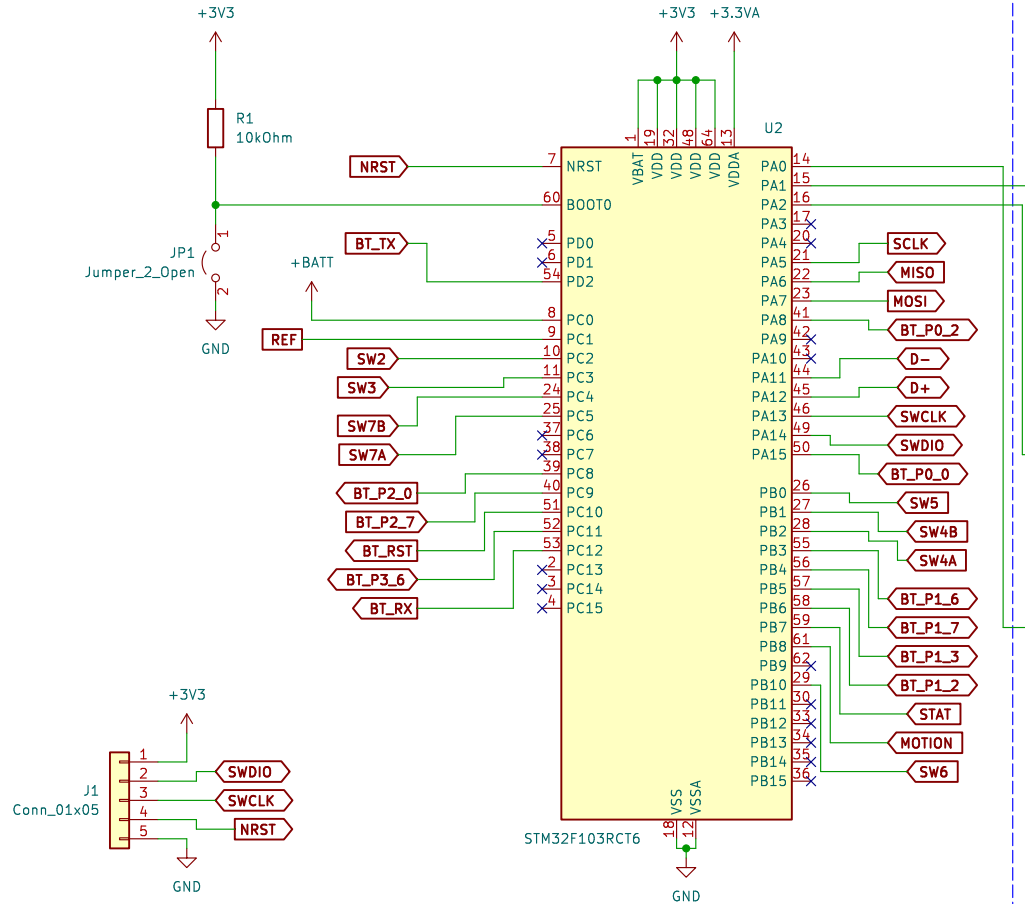 +3V3
R1
10kOhm
JP1
Jumper_2_Open
1
2
GND
+3V3 +3.3VA
U2
STM32F103RCT6
1 19 32 48 64 13
VBAT VDD VDD VDD VDD VDDA
NRST 7 NRST
60 BOOT0
5 PD0
6 PD1
BT_TX 54 PD2
+BATT 8 PC0
REF 9 PC1
SW2 10 PC2
SW3 11 PC3
SW7B 24 PC4
SW7A 25 PC5
37 PC6
38 PC7
BT_P2_0 39 PC8
BT_P2_7 40 PC9
BT_RST 51 PC10
BT_P3_6 52 PC11
BT_RX 53 PC12
2 PC13
3 PC14
4 PC15
PA0 14
PA1 15
PA2 16
PA3 17
PA4 20
PA5 21 SCLK
PA6 22 MISO
PA7 23 MOSI
PA8 41 BT_P0_2
PA9 42
PA10 43
PA11 44 D-
PA12 45 D+
PA13 46 SWCLK
PA14 49 SWDIO
PA15 50 BT_P0_0
PB0 26 SW5
PB1 27 SW4B
PB2 28 SW4A
PB3 55 BT_P1_6
PB4 56 BT_P1_7
PB5 57 BT_P1_3
PB6 58 BT_P1_2
PB7 59 STAT
PB8 61 MOTION
PB9 62
PB10 29 SW6
PB11 30
PB12 33
PB13 34
PB14 35
PB15 36
VSS VSSA
18 12
GND
+3V3
J1
Conn_01x05
1
2 SWDIO
3 SWCLK
4 NRST
5
GND